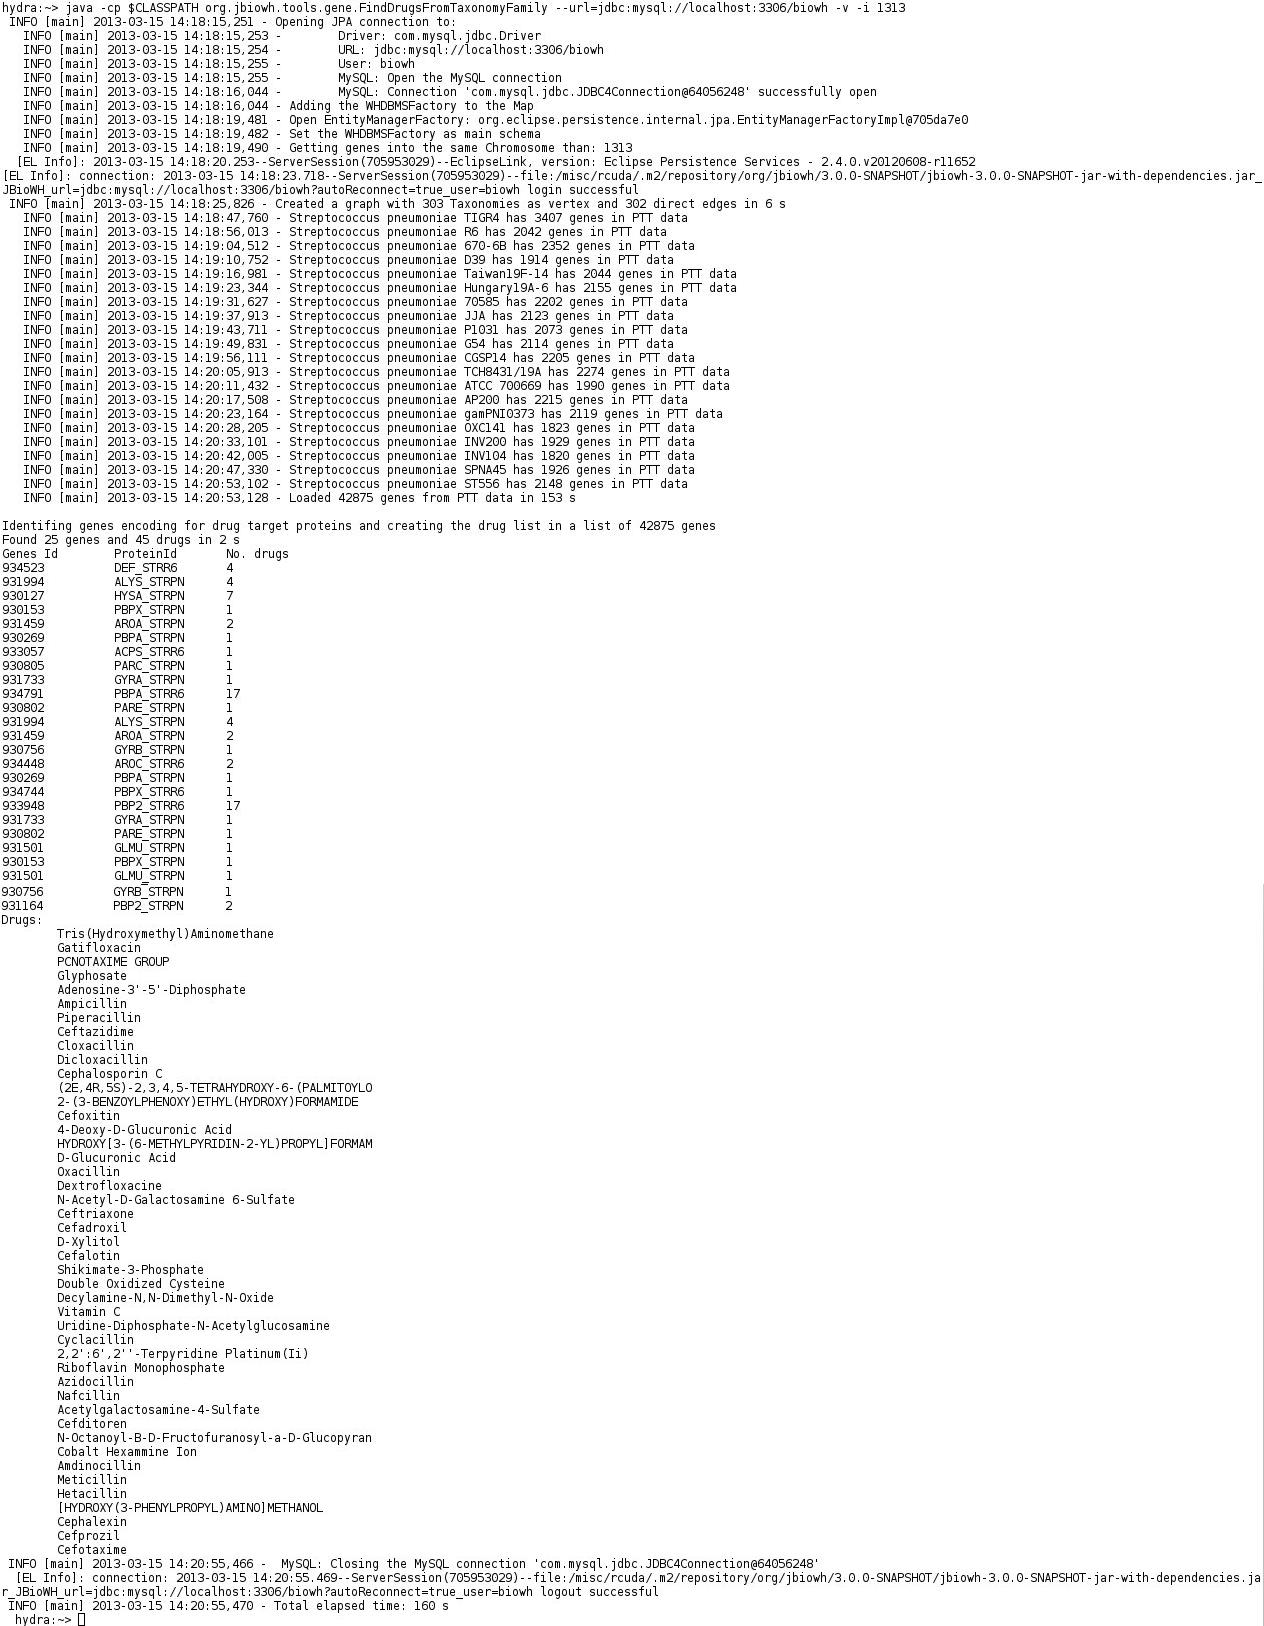 hydra:~> java -cp $CLASSPATH org.jbiowh.tools.gene.FindDrugsFromTaxonomyFamily --url=jdbc:mysql://localhost:3306/biowh -v -i 1313
INFO [main] 2013-03-15 14:18:15,251 - Opening JPA connection to:
INFO [main] 2013-03-15 14:18:15,253 - Driver: com.mysql.jdbc.Driver
INFO [main] 2013-03-15 14:18:15,254 - URL: jdbc:mysql://localhost:3306/biowh
INFO [main] 2013-03-15 14:18:15,255 - User: biowh
INFO [main] 2013-03-15 14:18:15,255 - MySQL: Open the MySQL connection
INFO [main] 2013-03-15 14:18:16,044 - MySQL: Connection 'com.mysql.jdbc.JDBC4Connection@64056248' successfully open
INFO [main] 2013-03-15 14:18:16,044 - Adding the WHDBMSFactory to the Map
INFO [main] 2013-03-15 14:18:19,481 - Open EntityManagerFactory: org.eclipse.persistence.internal.jpa.EntityManagerFactoryImpl@705da7e0
INFO [main] 2013-03-15 14:18:19,482 - Set the WHDBMSFactory as main schema
INFO [main] 2013-03-15 14:18:19,490 - Getting genes into the same Chromosome than: 1313
[EL Info]: 2013-03-15 14:18:20.253--ServerSession(705953029)--EclipseLink, version: Eclipse Persistence Services - 2.4.0.v20120608-r11652
[EL Info]: connection: 2013-03-15 14:18:23.718--ServerSession(705953029)--file:/misc/rcuda/.m2/repository/org/jbiowh/3.0.0-SNAPSHOT/jbiowh-3.0.0-SNAPSHOT-jar-with-dependencies.jar_
JBioWH_url=jdbc:mysql://localhost:3306/biowh?autoReconnect=true_user=biowh login successful
INFO [main] 2013-03-15 14:18:25,826 - Created a graph with 303 Taxonomies as vertex and 302 direct edges in 6 s
INFO [main] 2013-03-15 14:18:47,760 - Streptococcus pneumoniae TIGR4 has 3407 genes in PTT data
INFO [main] 2013-03-15 14:18:56,013 - Streptococcus pneumoniae R6 has 2042 genes in PTT data
INFO [main] 2013-03-15 14:19:04,512 - Streptococcus pneumoniae 670-6B has 2352 genes in PTT data
INFO [main] 2013-03-15 14:19:10,752 - Streptococcus pneumoniae D39 has 1914 genes in PTT data
INFO [main] 2013-03-15 14:19:16,981 - Streptococcus pneumoniae Taiwan19F-14 has 2044 genes in PTT data
INFO [main] 2013-03-15 14:19:23,344 - Streptococcus pneumoniae Hungary19A-6 has 2155 genes in PTT data
INFO [main] 2013-03-15 14:19:31,627 - Streptococcus pneumoniae 70585 has 2202 genes in PTT data
INFO [main] 2013-03-15 14:19:37,913 - Streptococcus pneumoniae JJA has 2123 genes in PTT data
INFO [main] 2013-03-15 14:19:43,711 - Streptococcus pneumoniae P1031 has 2073 genes in PTT data
INFO [main] 2013-03-15 14:19:49,831 - Streptococcus pneumoniae G54 has 2114 genes in PTT data
INFO [main] 2013-03-15 14:19:56,111 - Streptococcus pneumoniae CGSP14 has 2205 genes in PTT data
INFO [main] 2013-03-15 14:20:05,913 - Streptococcus pneumoniae TCH8431/19A has 2274 genes in PTT data
INFO [main] 2013-03-15 14:20:11,432 - Streptococcus pneumoniae ATCC 700669 has 1990 genes in PTT data
INFO [main] 2013-03-15 14:20:17,508 - Streptococcus pneumoniae AP200 has 2215 genes in PTT data
INFO [main] 2013-03-15 14:20:23,164 - Streptococcus pneumoniae gamPNI0373 has 2119 genes in PTT data
INFO [main] 2013-03-15 14:20:28,205 - Streptococcus pneumoniae OXC141 has 1823 genes in PTT data
INFO [main] 2013-03-15 14:20:33,101 - Streptococcus pneumoniae INV200 has 1929 genes in PTT data
INFO [main] 2013-03-15 14:20:42,005 - Streptococcus pneumoniae INV104 has 1820 genes in PTT data
INFO [main] 2013-03-15 14:20:47,330 - Streptococcus pneumoniae SPNA45 has 1926 genes in PTT data
INFO [main] 2013-03-15 14:20:53,102 - Streptococcus pneumoniae ST556 has 2148 genes in PTT data
INFO [main] 2013-03-15 14:20:53,128 - Loaded 42875 genes from PTT data in 153 s
Identifing genes encoding for drug target proteins and creating the drug list in a list of 42875 genes
Found 25 genes and 45 drugs in 2 s
Genes Id ProteinId No. drugs
934523 DEF_STRR6 4
931994 ALYS_STRPN 4
930127 HYSA_STRPN 7
930153 PBPX_STRPN 1
931459 AROA_STRPN 2
930269 PBPA_STRPN 1
933057 ACPS_STRR6 1
930805 PARC_STRPN 1
931733 GYRA_STRPN 1
934791 PBPA_STRR6 17
930802 PARE_STRPN 1
931994 ALYS_STRPN 4
931459 AROA_STRPN 2
930756 GYRB_STRPN 1
934448 AROC_STRR6 2
930269 PBPA_STRPN 1
934744 PBPX_STRR6 1
933948 PBP2_STRR6 17
931733 GYRA_STRPN 1
930802 PARE_STRPN 1
931501 GLMU_STRPN 1
930153 PBPX_STRPN 1
931501 GLMU_STRPN 1
930756 GYRB_STRPN 1
931164 PBP2_STRPN 2
Drugs:
Tris(Hydroxymethyl)Aminomethane
Gatifloxacin
PCNOTAXIME GROUP
Glyphosate
Adenosine-3'-5'-Diphosphate
Ampicillin
Piperacillin
Ceftazidime
Cloxacillin
Dicloxacillin
Cephalosporin C
(2E,4R,5S)-2,3,4,5-TETRAHYDROXY-6-(PALMITOYLO
2-(3-BENZOYLPHENOXY)ETHYL(HYDROXY)FORMAMIDE
Cefoxitin
4-Deoxy-D-Glucuronic Acid
HYDROXY[3-(6-METHYLPYRIDIN-2-YL)PROPYL]FORMAM
D-Glucuronic Acid
Oxacillin
Dextrofloxacine
N-Acetyl-D-Galactosamine 6-Sulfate
Ceftriaxone
Cefadroxil
D-Xylitol
Cefalotin
Shikimate-3-Phosphate
Double Oxidized Cysteine
Decylamine-N,N-Dimethyl-N-Oxide
Vitamin C
Uridine-Diphosphate-N-Acetylglucosamine
Cyclacillin
2,2':6',2''-Terpyridine Platinum(Ii)
Riboflavin Monophosphate
Azidocillin
Nafcillin
Acetylgalactosamine-4-Sulfate
Cefditoren
N-Octanoyl-B-D-Fructofuranosyl-a-D-Glucopyran
Cobalt Hexammine Ion
Amdinocillin
Meticillin
Hetacillin
[HYDROXY(3-PHENYLPROPYL)AMINO]METHANOL
Cephalexin
Cefprozil
Cefotaxime
INFO [main] 2013-03-15 14:20:55,466 - MySQL: Closing the MySQL connection 'com.mysql.jdbc.JDBC4Connection@64056248'
[EL Info]: connection: 2013-03-15 14:20:55.469--ServerSession(705953029)--file:/misc/rcuda/.m2/repository/org/jbiowh/3.0.0-SNAPSHOT/jbiowh-3.0.0-SNAPSHOT-jar-with-dependencies.ja
r_JBioWH_url=jdbc:mysql://localhost:3306/biowh?autoReconnect=true_user=biowh logout successful
INFO [main] 2013-03-15 14:20:55,470 - Total elapsed time: 160 s
hydra:~>